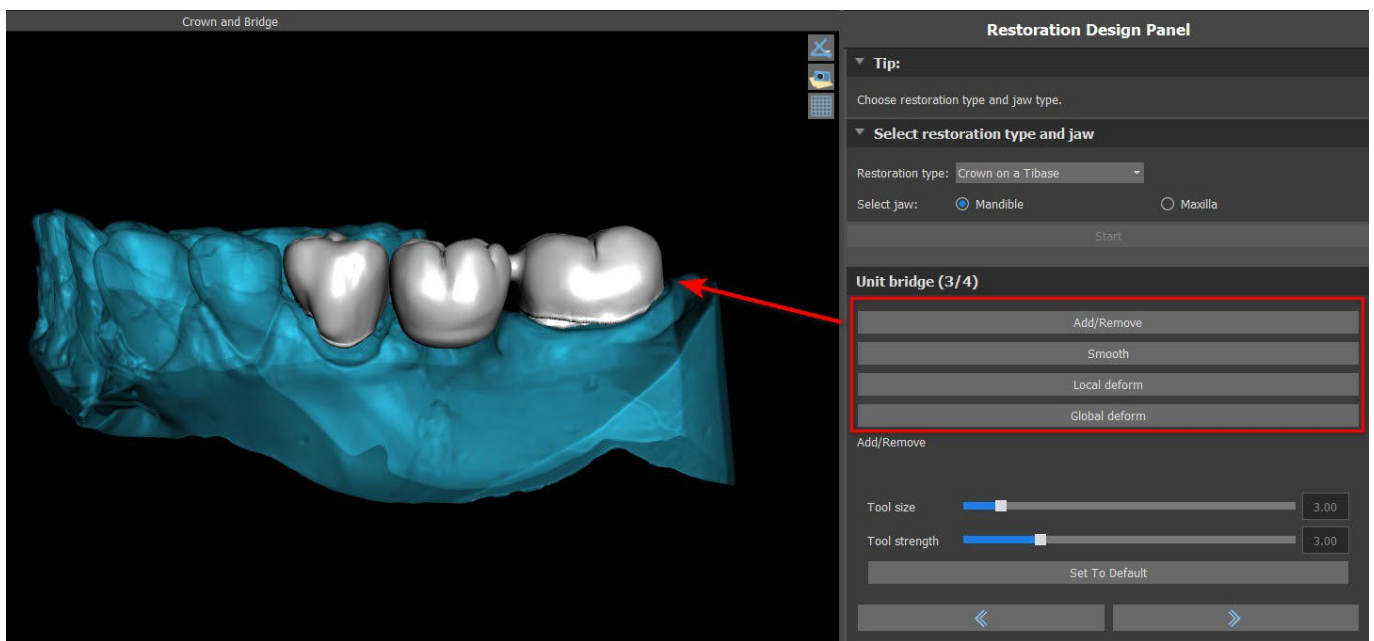 Crown and Bridge
Restoration Design Panel
Tip:
Choose restoration type and jaw type.
Select restoration type and jaw
Restoration type: Crown on a Tibase
Select jaw: Mandible Maxilla
Start
Unit bridge (3/4)
Add/Remove
Smooth
Local deform
Global deform
Add/Remove
Tool size 3.00
Tool strength 3.00
Set To Default